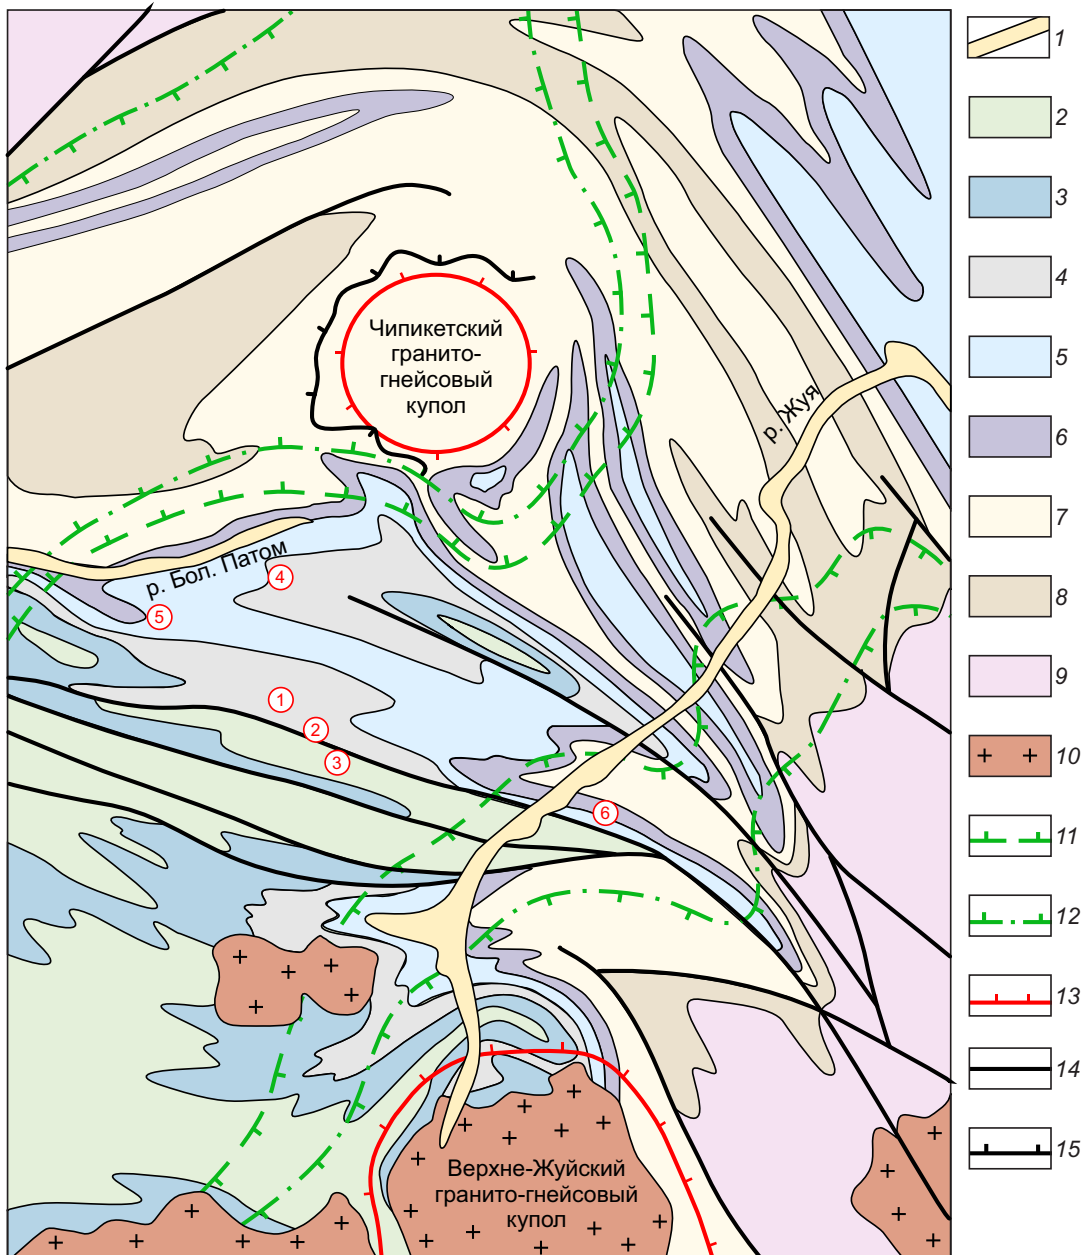 Чипикетский
гранито-
гнейсовый
купол
р. Жуя
р. Бол. Патом
4
5
1
2
3
6
Верхне-Жуйский
гранито-гнейсовый
купол
1
2
3
4
5
6
7
8
9
10
11
12
13
14
15